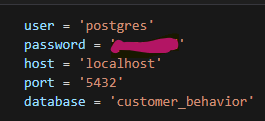 user = 'postgres'
password = ''
host = 'localhost'
port = '5432'
database = 'customer_behavior'